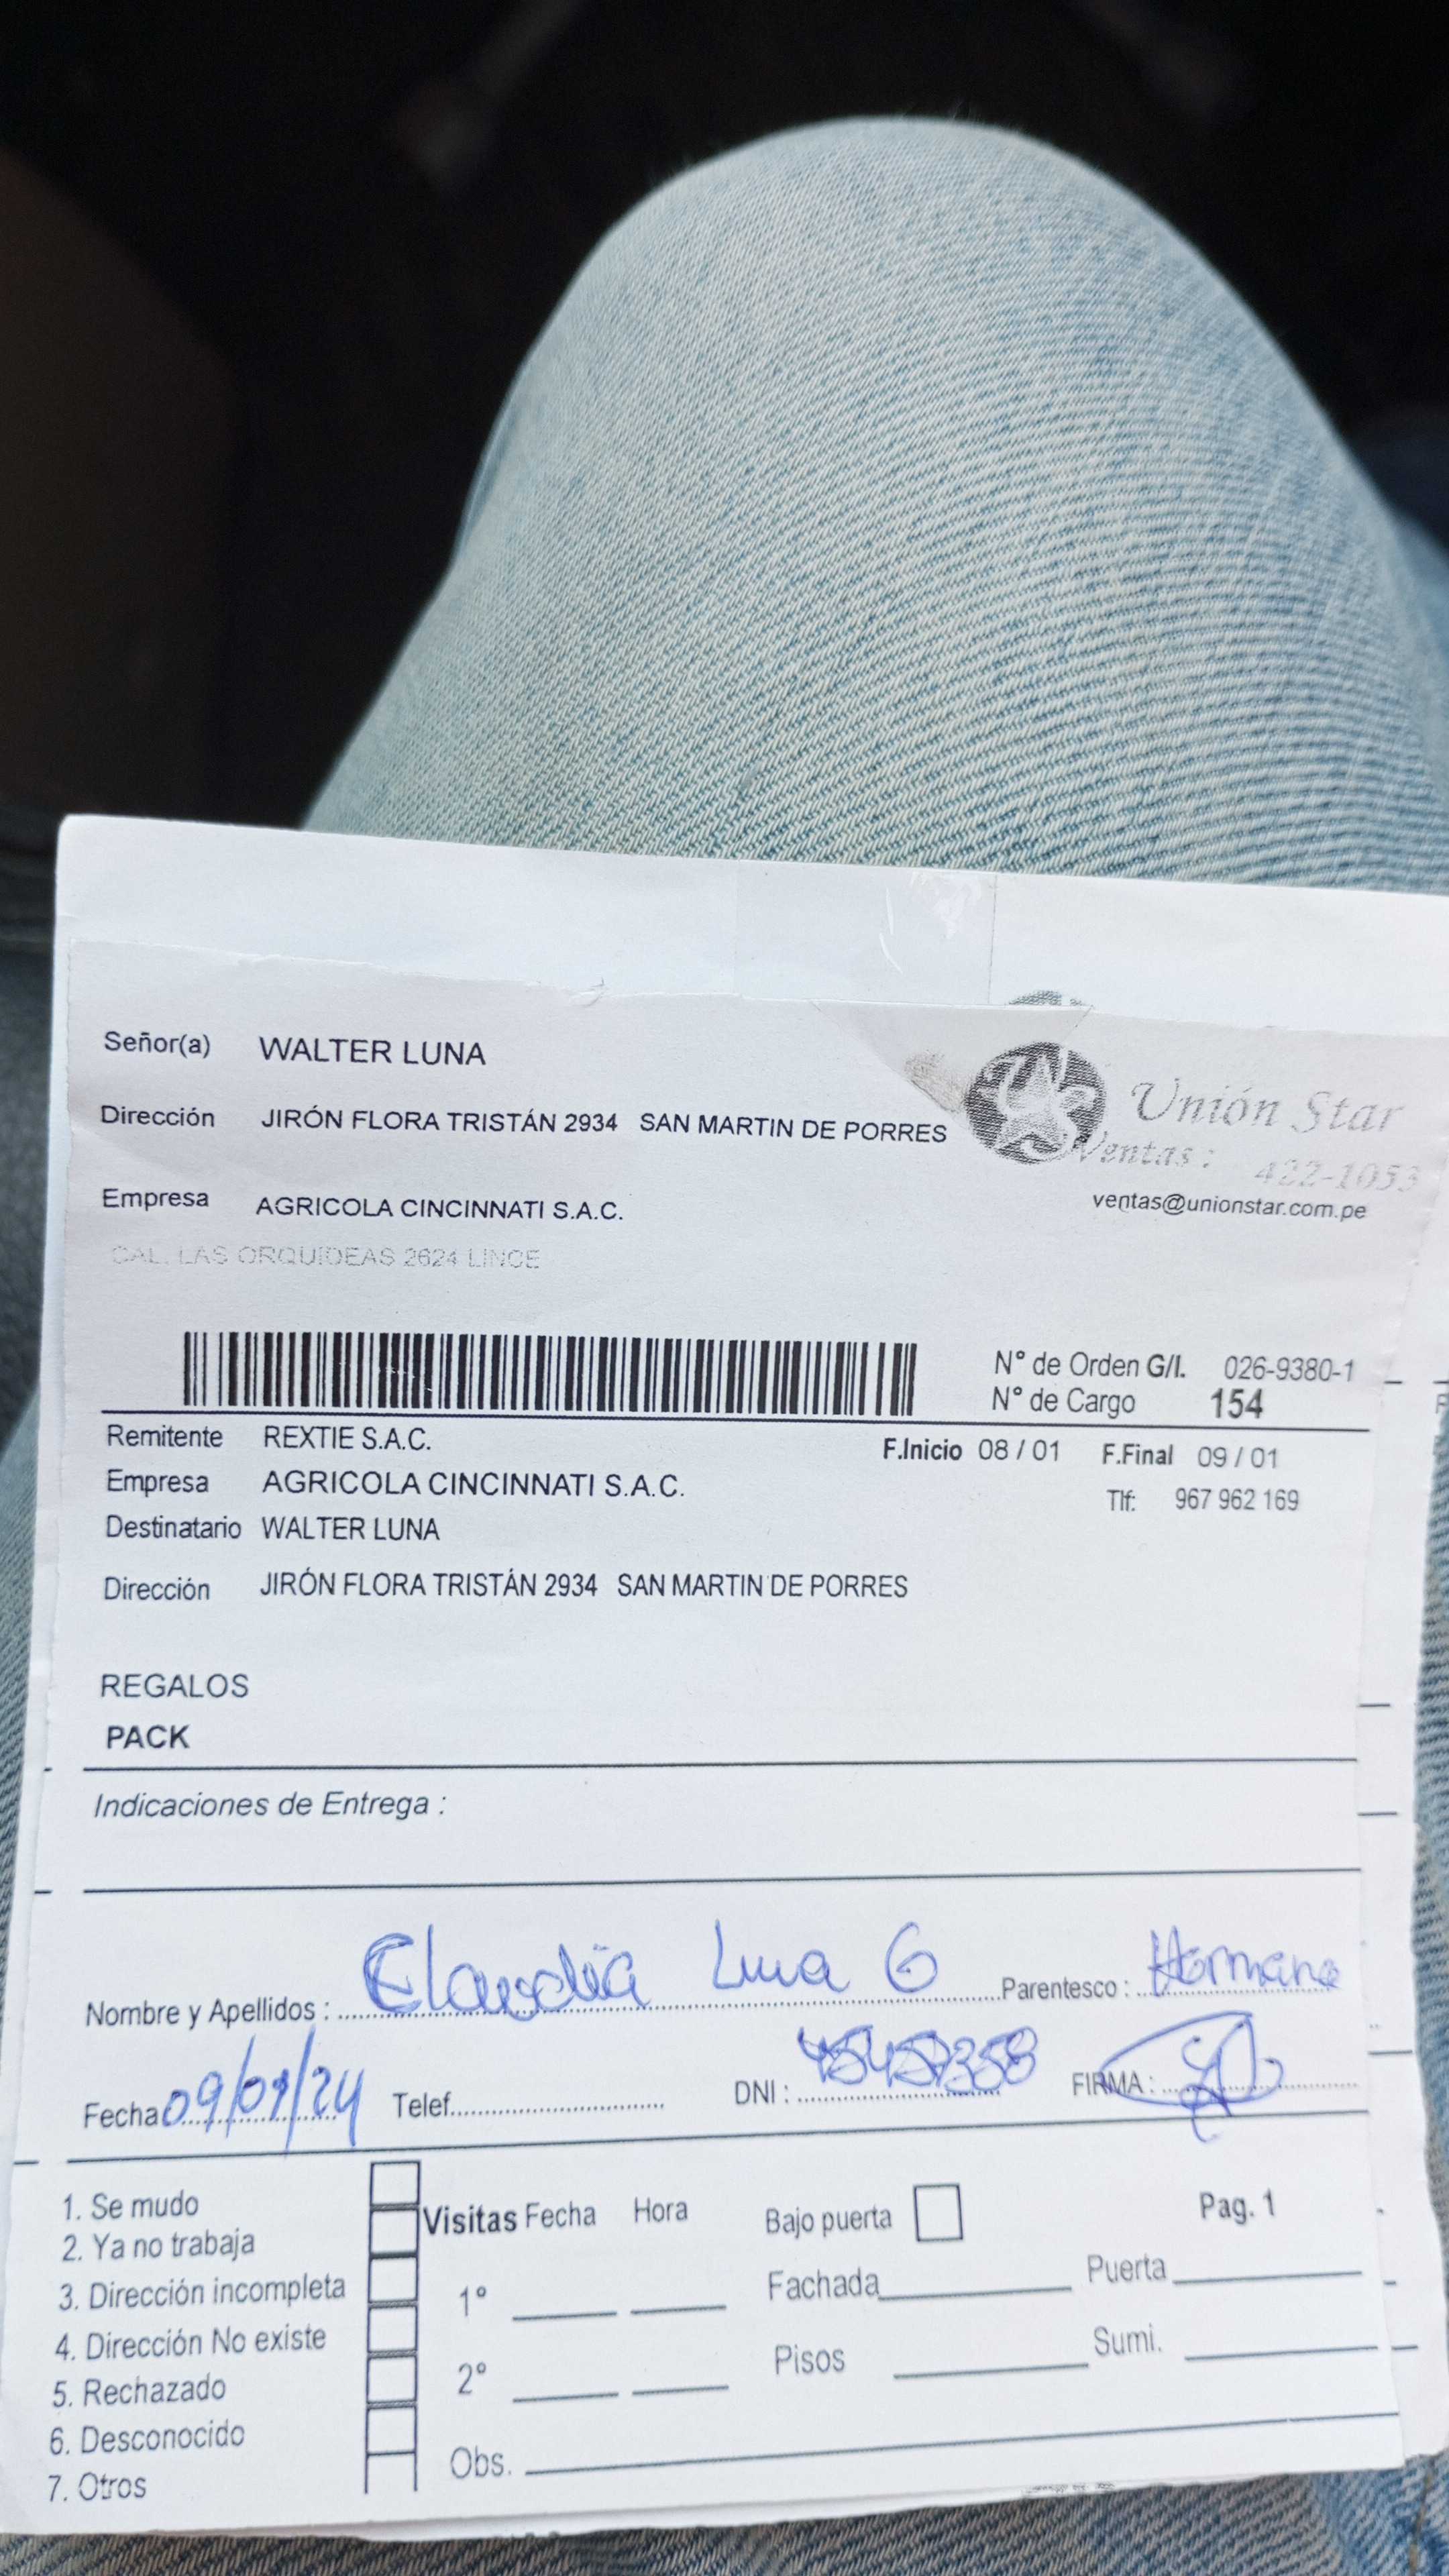 Señor(a) WALTER LUNA
Dirección JIRÓN FLORA TRISTÁN 2934 SAN MARTIN DE PORRES
Unión Star
Ventas: 422-1053
ventas@unionstar.com.pe
Empresa AGRICOLA CINCINNATI S.A.C.
CAL. LAS ORQUIDEAS 2624 LINCE
N° de Orden G/I. 026-9380-1
N° de Cargo 154
Remitente REXTIE S.A.C. F.Inicio 08 / 01 F.Final 09 / 01
Empresa AGRICOLA CINCINNATI S.A.C. Tlf: 967 962 169
Destinatario WALTER LUNA
Dirección JIRÓN FLORA TRISTÁN 2934 SAN MARTIN DE PORRES
REGALOS
PACK
Indicaciones de Entrega :
Nombre y Apellidos : Claudia Luna G Parentesco : Hermana
Fecha 09/01/24 Telef. DNI : FIRMA :
1. Se mudo
2. Ya no trabaja
3. Dirección incompleta
4. Dirección No existe
5. Rechazado
6. Desconocido
7. Otros
Visitas Fecha Hora
1°
2°
Obs.
Bajo puerta
Fachada
Pisos
Pag. 1
Puerta
Sumi.